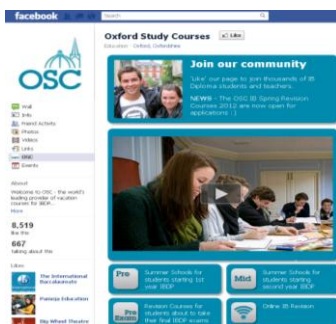 facebook
Search
Oxford Study Courses
Like
Education · Oxford, Oxfordshire
OSC
Join our community
'Like' our page to join thousands of IB
Diploma students and teachers.
NEWS - The OSC IB Spring Revision
Courses 2012 are now open for
applications :)
Wall
Info
Friend Activity
Photos
Videos
Links
OSC
Events
About
Welcome to OSC - the world's
leading provider of vacation
courses for IBDP...
More
8,519
like this
667
talking about this
Likes
The International
Baccalaureate
Pamoja Education
Big Wheel Theatre
Pre
Summer Schools for
students starting 1st
year IBDP
Mid
Summer Schools for
students starting
second year IBDP
Pre
Exam
Revision Courses for
students about to take
their final IBDP exams
Online IB Revision